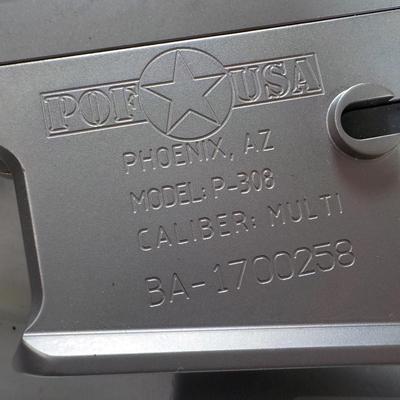 POF USA
PHOENIX, AZ
MODEL: P-308
CALIBER: MULTI
BA-1700258